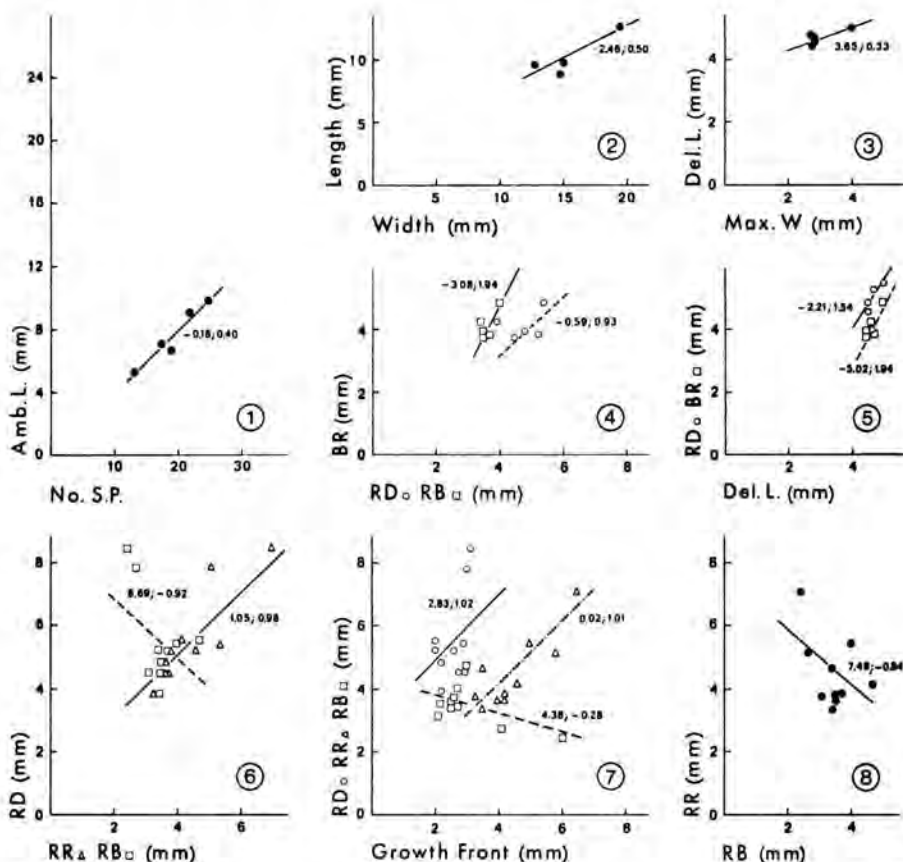 24
20
16
12
8
4
0
Amb. L. (mm)
10 20 30
No. S.P.
-0.18; 0.40
1
10
5
0
Length (mm)
5 10 15 20
Width (mm)
-2.46; 0.50
2
4
2
0
Del. L. (mm)
2 4
Max. W (mm)
3.65; 0.33
3
4
2
0
BR (mm)
2 4 6 8
RD○ RB□ (mm)
-3.08; 1.94
-0.59; 0.93
4
4
2
0
RD○ BR□ (mm)
2 4
Del. L. (mm)
-2.21; 1.54
-5.02; 1.94
5
8
6
4
2
0
RD (mm)
2 4 6
RR△ RB□ (mm)
8.69; -0.92
1.05; 0.98
6
8
6
4
2
0
RD○ RR△ RB□ (mm)
2 4 6 8
Growth Front (mm)
2.83; 1.02
0.02; 1.01
4.38; -0.28
7
8
6
4
2
0
RR (mm)
2 4
RB (mm)
7.48; -0.84
8